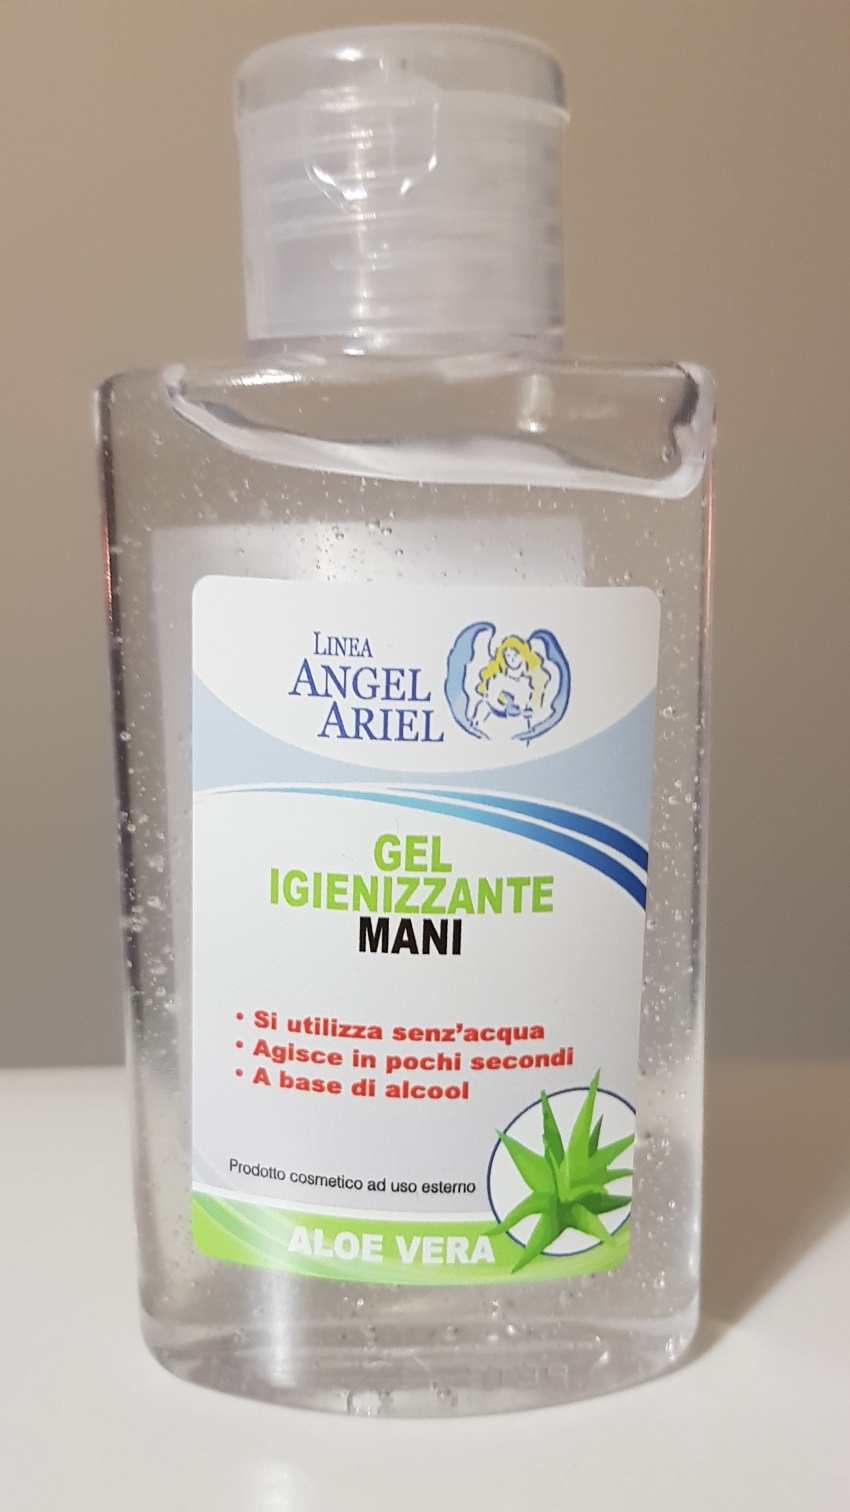 LINEA
ANGEL
ARIEL
GEL
IGIENIZZANTE
MANI
• Si utilizza senz'acqua
• Agisce in pochi secondi
• A base di alcool
Prodotto cosmetico ad uso esterno
ALOE VERA